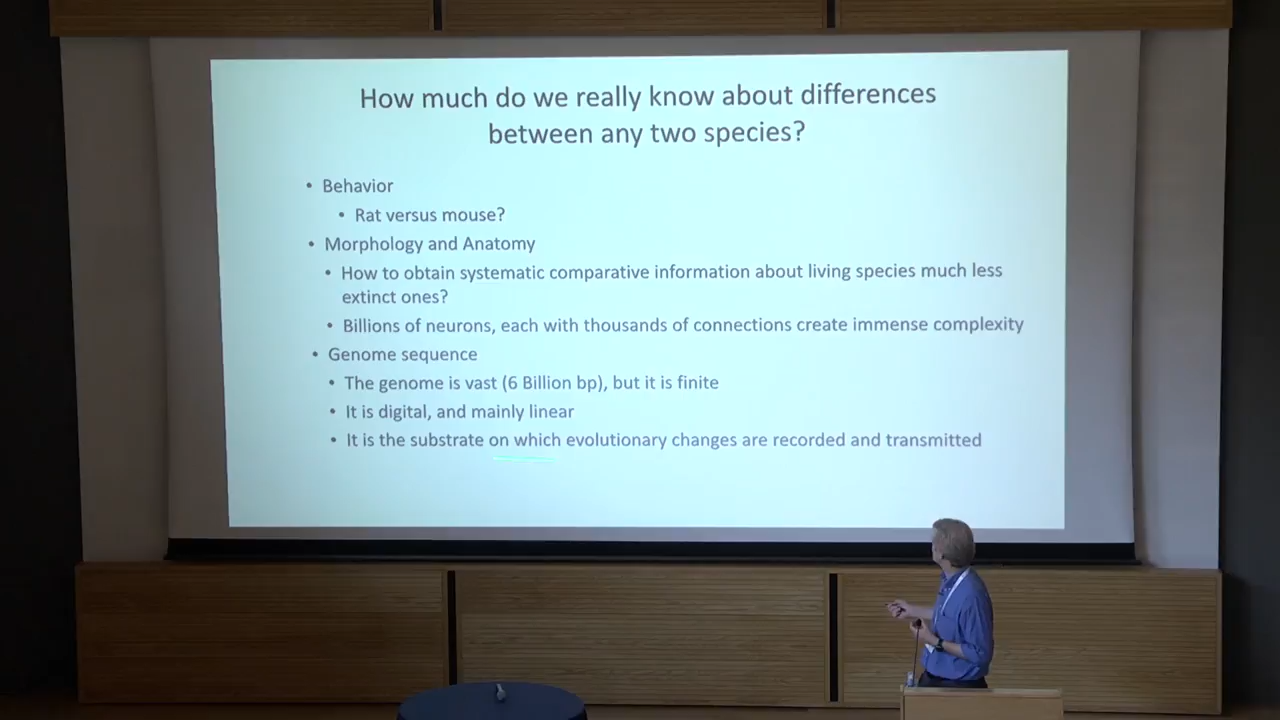 How much do we really know about differences
between any two species?
• Behavior
• Rat versus mouse?
• Morphology and Anatomy
• How to obtain systematic comparative information about living species much less
extinct ones?
• Billions of neurons, each with thousands of connections create immense complexity
• Genome sequence
• The genome is vast (6 Billion bp), but it is finite
• It is digital, and mainly linear
• It is the substrate on which evolutionary changes are recorded and transmitted